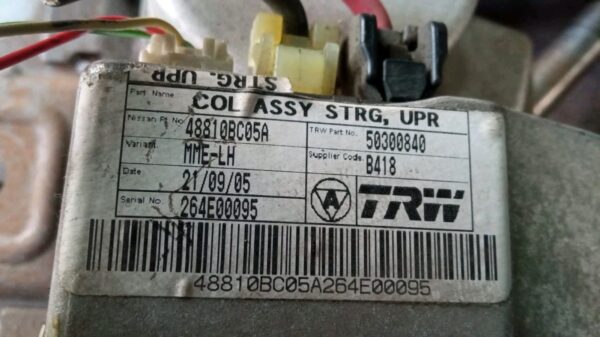 STRG. UPR
Part Name COL ASSY STRG, UPR
Nissan Pt No. 48810BC05A TRW Part No. 50300840
Variant. MME-LH Supplier Code. B418
Date 21/09/05
Serial No. 264E00095 A TRW
48810BC05A264E00095